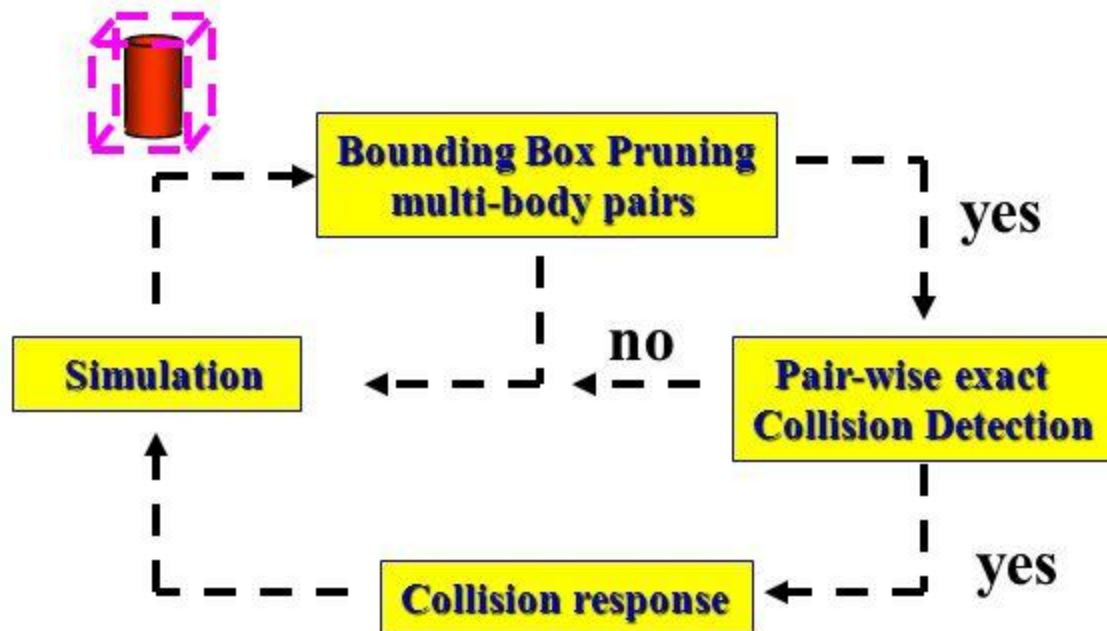 Bounding Box Pruning
multi-body pairs
yes
no
Simulation
Pair-wise exact
Collision Detection
yes
Collision response